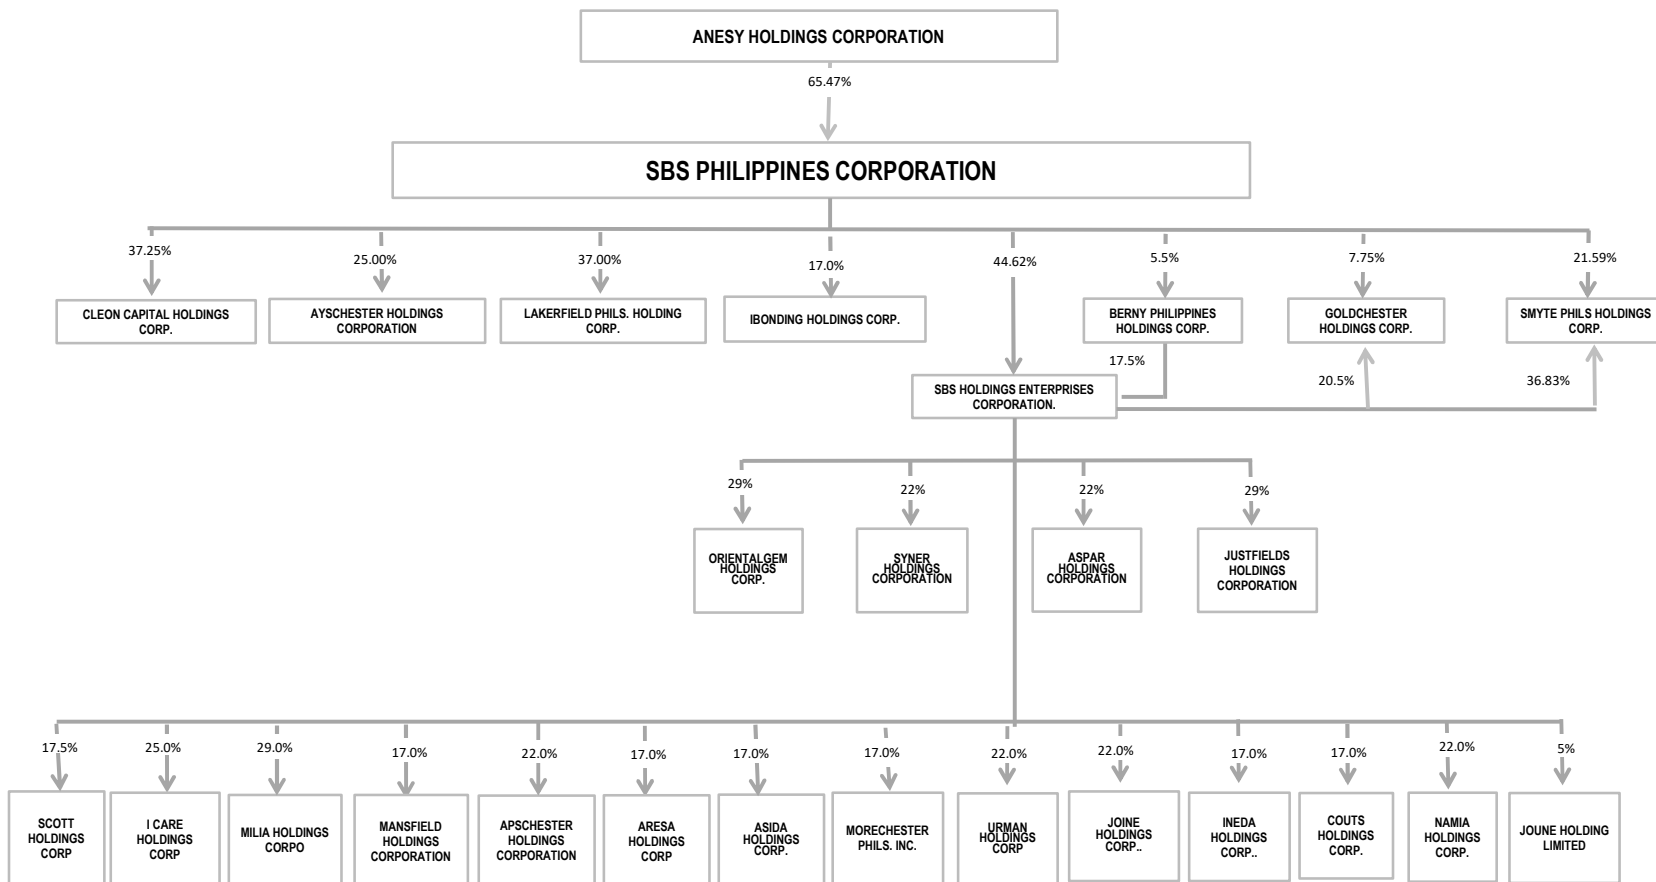 ANESY HOLDINGS CORPORATION
65.47%
SBS PHILIPPINES CORPORATION
37.25%
25.00%
37.00%
17.0%
44.62%
5.5%
7.75%
21.59%
CLEON CAPITAL HOLDINGS
CORP.
AYSCHESTER HOLDINGS
CORPORATION
LAKERFIELD PHILS. HOLDING
CORP.
IBONDING HOLDINGS CORP.
BERNY PHILIPPINES
HOLDINGS CORP.
GOLDCHESTER
HOLDINGS CORP.
SMYTE PHILS HOLDINGS
CORP.
17.5%
20.5%
36.83%
SBS HOLDINGS ENTERPRISES
CORPORATION.
29%
22%
22%
29%
ORIENTALGEM
HOLDINGS
CORP.
SYNER
HOLDINGS
CORPORATION
ASPAR
HOLDINGS
CORPORATION
JUSTFIELDS
HOLDINGS
CORPORATION
17.5%
25.0%
29.0%
17.0%
22.0%
17.0%
17.0%
17.0%
22.0%
22.0%
17.0%
17.0%
22.0%
5%
SCOTT
HOLDINGS
CORP
I CARE
HOLDINGS
CORP
MILIA HOLDINGS
CORPO
MANSFIELD
HOLDINGS
CORPORATION
APSCHESTER
HOLDINGS
CORPORATION
ARESA
HOLDINGS
CORP
ASIDA
HOLDINGS
CORP.
MORECHESTER
PHILS. INC.
URMAN
HOLDINGS
CORP
JOINE
HOLDINGS
CORP..
INEDA
HOLDINGS
CORP..
COUTS
HOLDINGS
CORP.
NAMIA
HOLDINGS
CORP.
JOUNE HOLDING
LIMITED